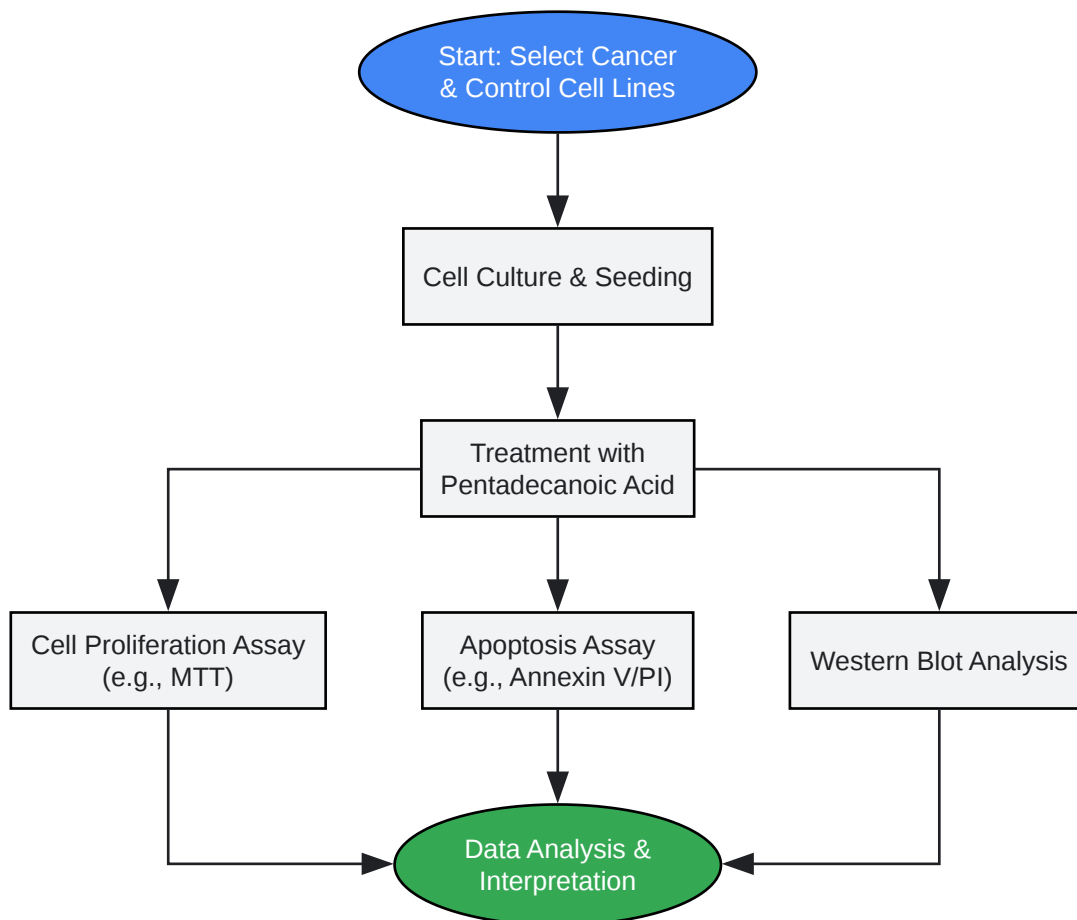 Start: Select Cancer
& Control Cell Lines
Cell Culture & Seeding
Treatment with
Pentadecanoic Acid
Cell Proliferation Assay
(e.g., MTT)
Apoptosis Assay
(e.g., Annexin V/PI)
Western Blot Analysis
Data Analysis &
Interpretation